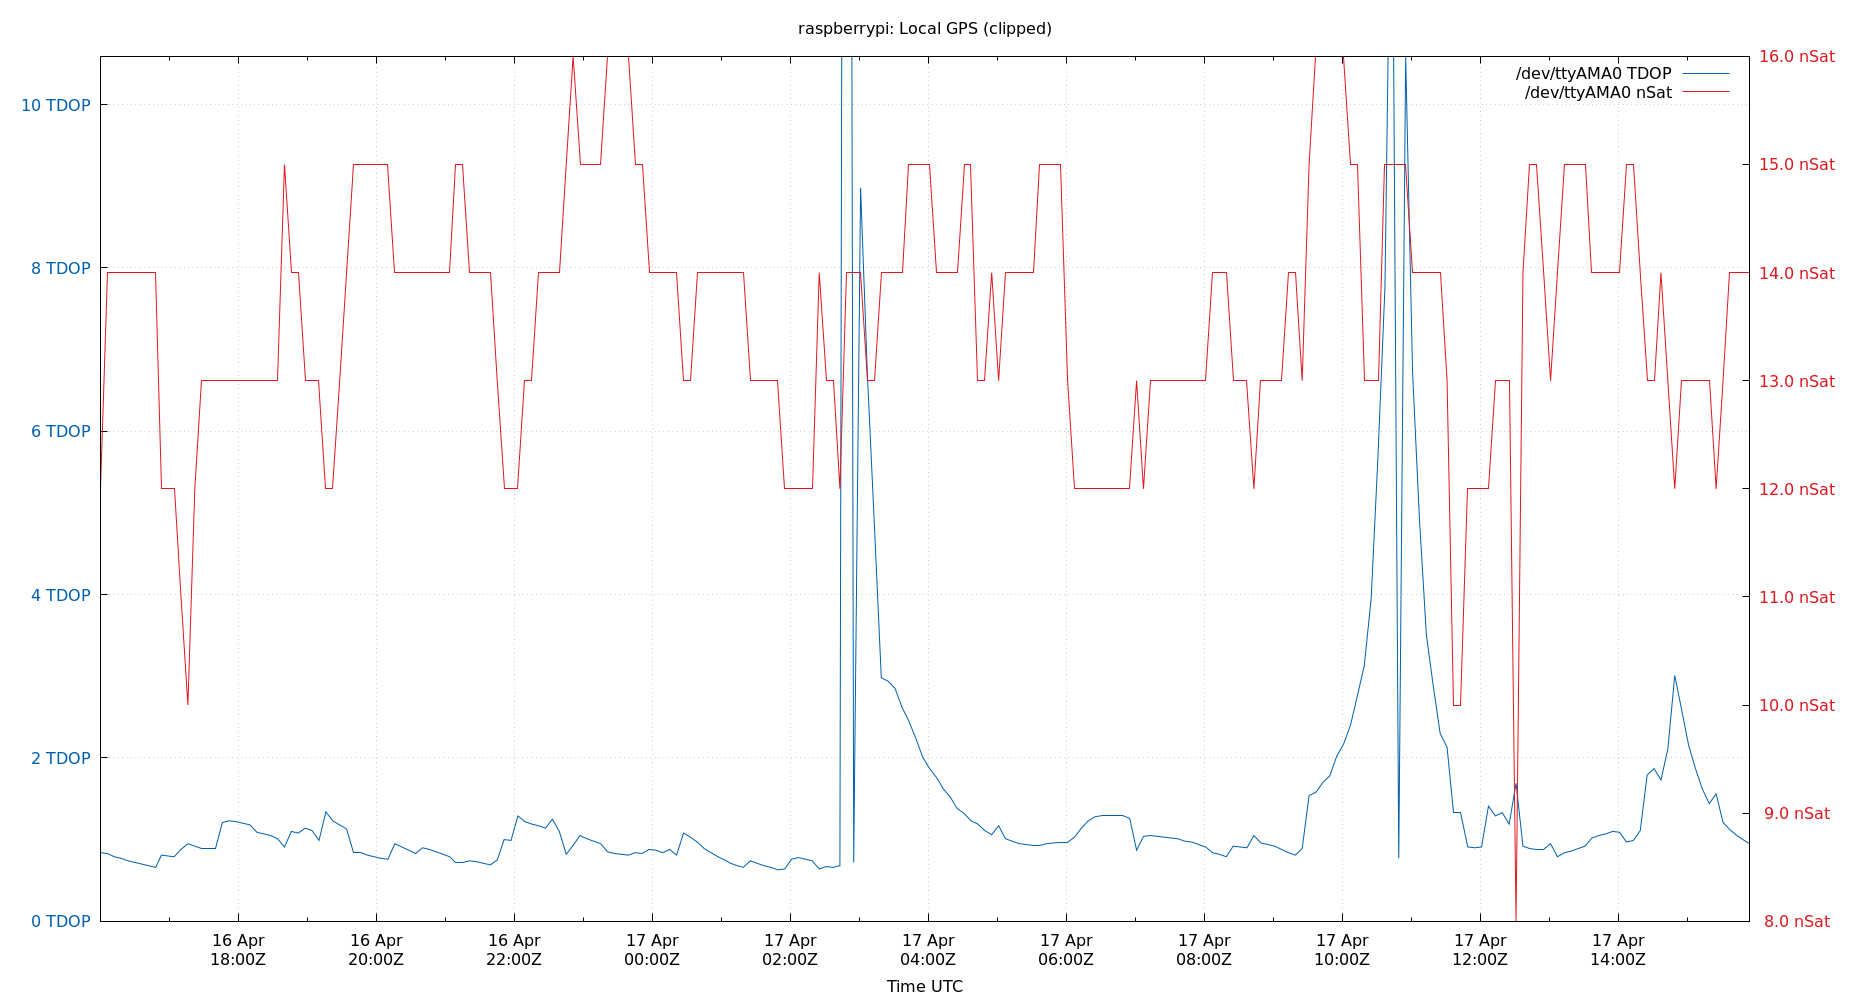 raspberrypi: Local GPS (clipped)
/dev/ttyAMA0 TDOP
/dev/ttyAMA0 nSat
10 TDOP
8 TDOP
6 TDOP
4 TDOP
2 TDOP
0 TDOP
16.0 nSat
15.0 nSat
14.0 nSat
13.0 nSat
12.0 nSat
11.0 nSat
10.0 nSat
9.0 nSat
8.0 nSat
16 Apr 16 Apr 16 Apr 17 Apr 17 Apr 17 Apr 17 Apr 17 Apr 17 Apr 17 Apr 17 Apr
18:00Z 20:00Z 22:00Z 00:00Z 02:00Z 04:00Z 06:00Z 08:00Z 10:00Z 12:00Z 14:00Z
Time UTC